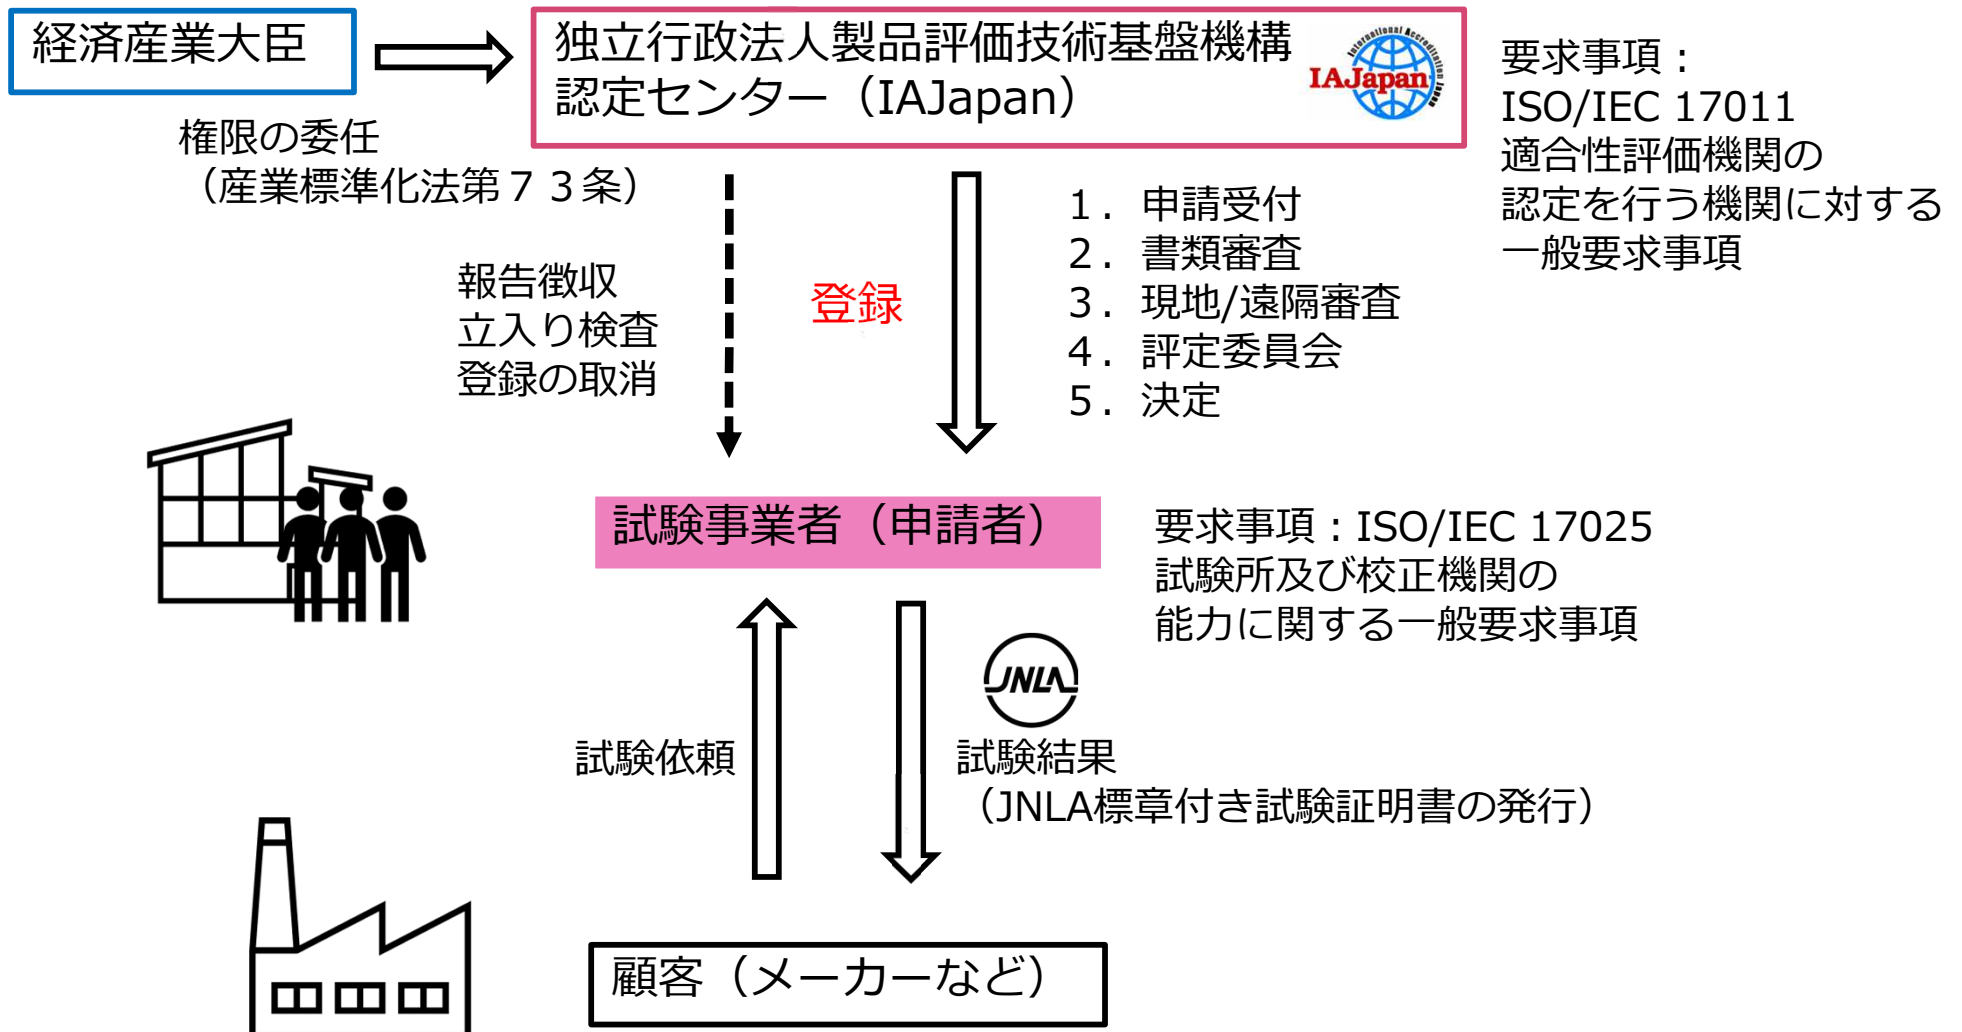 経済産業大臣
独立行政法人製品評価技術基盤機構
認定センター（IAJapan）
International Accreditation Japan
IAJapan
要求事項：
ISO/IEC 17011
適合性評価機関の
認定を行う機関に対する
一般要求事項
権限の委任
（産業標準化法第７３条）
報告徴収
立入り検査
登録の取消
登録
１．申請受付
２．書類審査
３．現地/遠隔審査
４．評定委員会
５．決定
試験事業者（申請者）
要求事項：ISO/IEC 17025
試験所及び校正機関の
能力に関する一般要求事項
JNLA
試験依頼
試験結果
（JNLA標章付き試験証明書の発行）
顧客（メーカーなど）